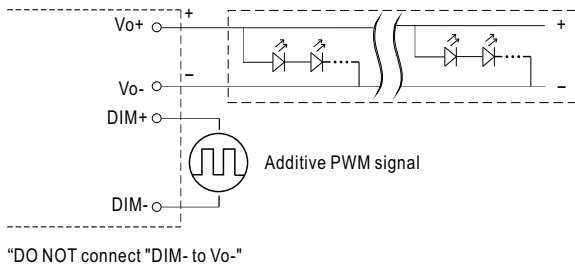 Vo+ + +
Vo- – –
DIM+
Additive PWM signal
DIM-
“DO NOT connect "DIM- to Vo-"